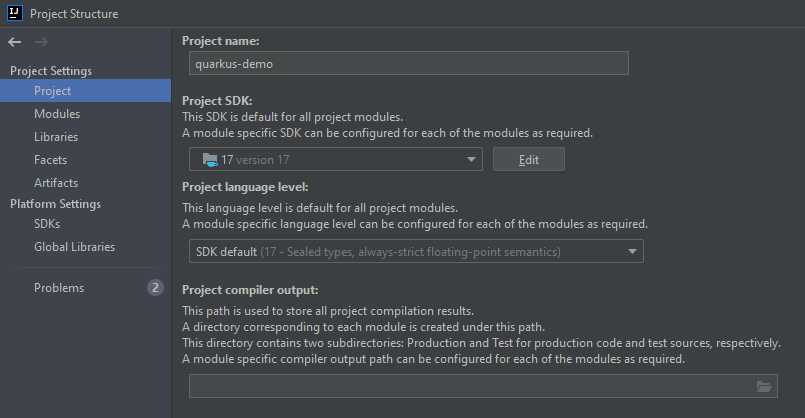 IJ
Project Structure
Project Settings
Project
Modules
Libraries
Facets
Artifacts
Platform Settings
SDKs
Global Libraries
Problems 2
Project name:
quarkus-demo
Project SDK:
This SDK is default for all project modules.
A module specific SDK can be configured for each of the modules as required.
17 version 17 Edit
Project language level:
This language level is default for all project modules.
A module specific language level can be configured for each of the modules as required.
SDK default (17 - Sealed types, always-strict floating-point semantics)
Project compiler output:
This path is used to store all project compilation results.
A directory corresponding to each module is created under this path.
This directory contains two subdirectories: Production and Test for production code and test sources, respectively.
A module specific compiler output path can be configured for each of the modules as required.